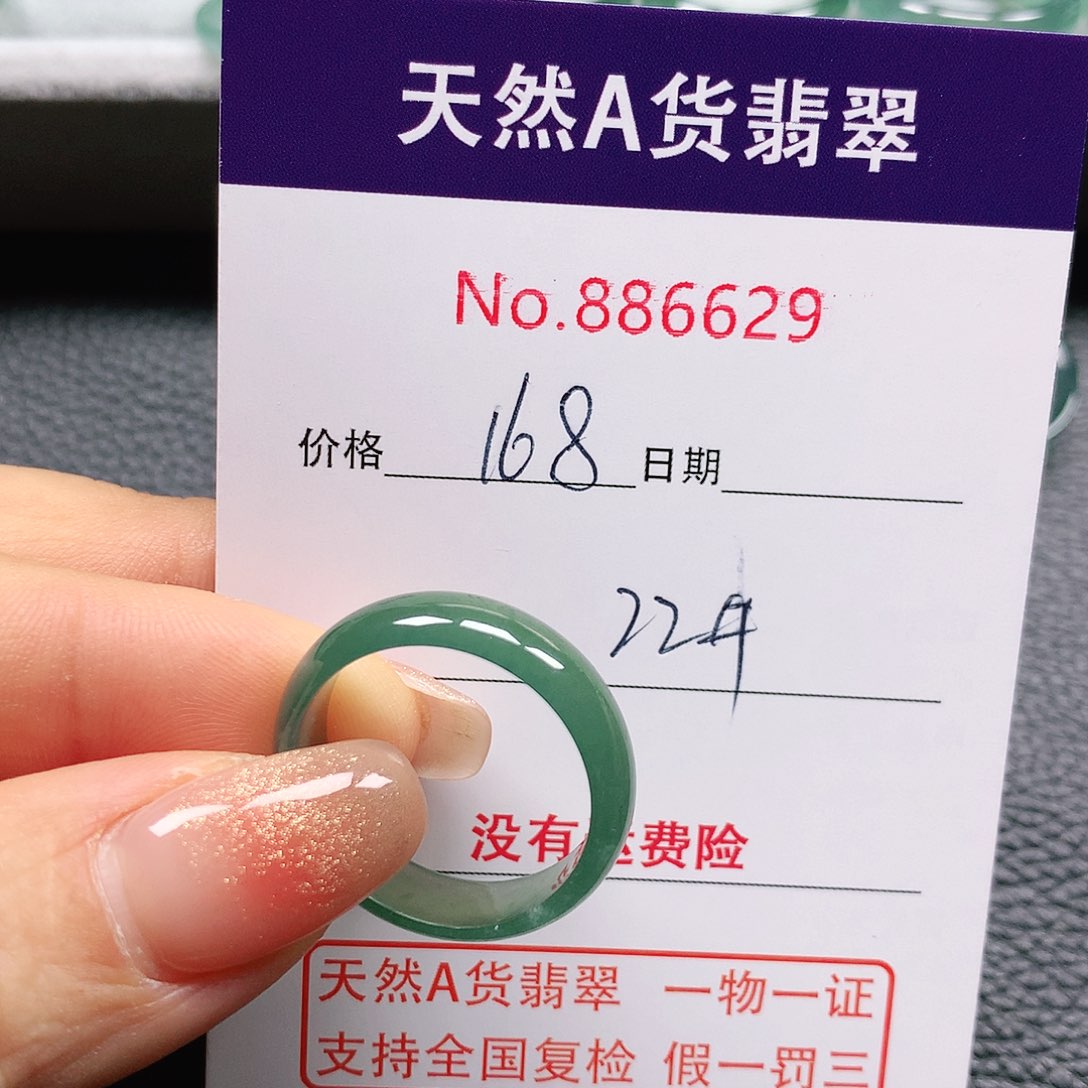 天然A货翡翠
No.886629
价格 168 日期
22#
没有 费险
天然A货翡翠 一物一证
支持全国复检 假一罚三